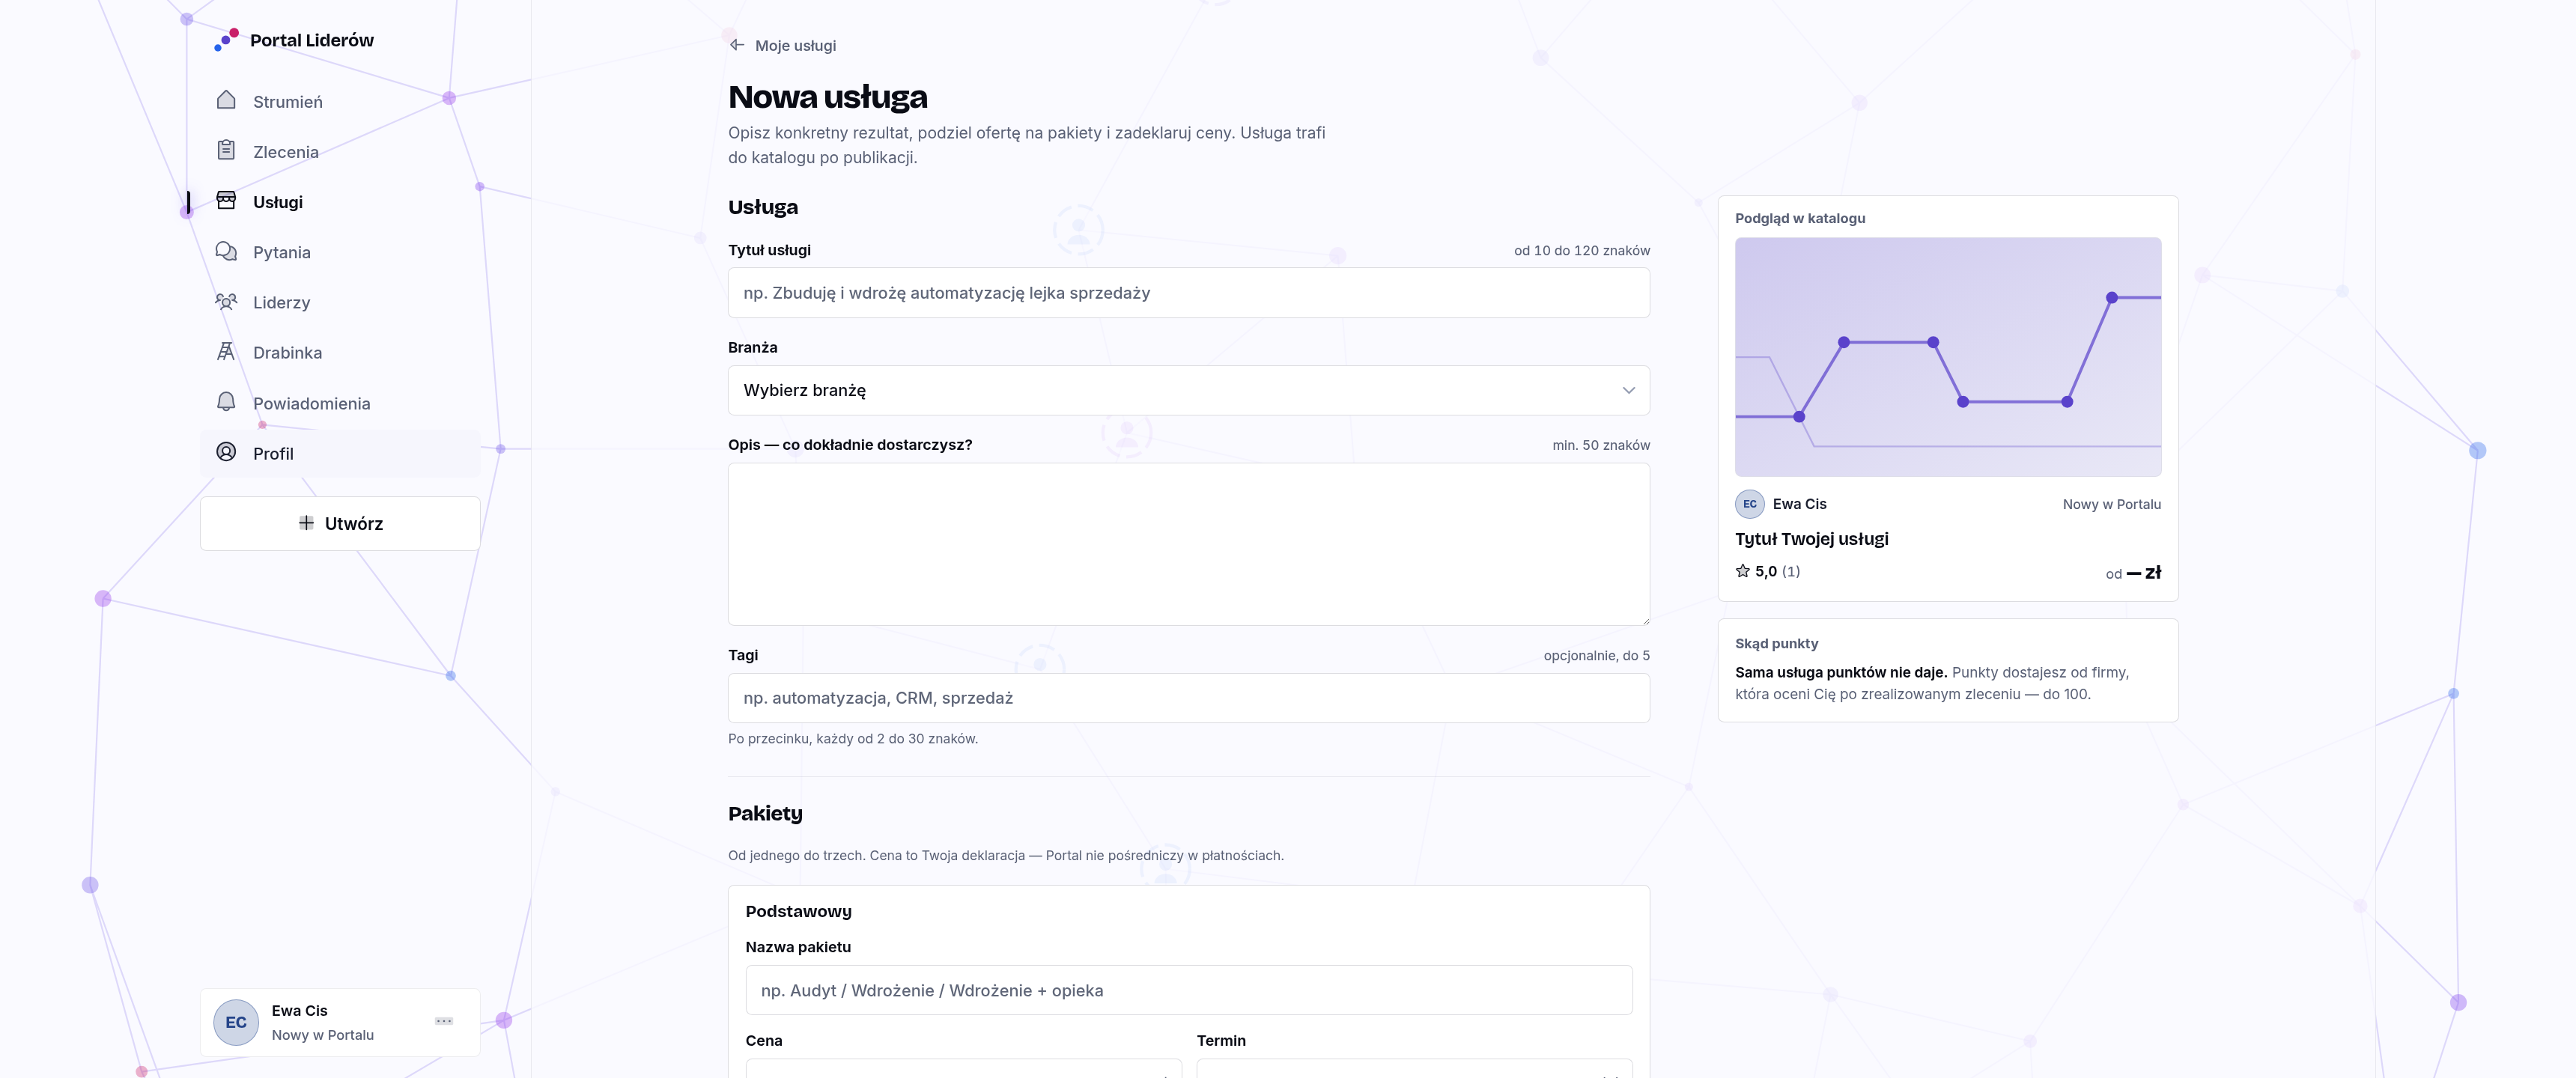 Portal Liderów
Strumień
Zlecenia
Usługi
Pytania
Liderzy
Drabinka
Powiadomienia
Profil
Utwórz
Ewa Cis
EC
Nowy w Portalu
Moje usługi
Nowa usługa
Opisz konkretny rezultat, podziel ofertę na pakiety i zadeklaruj ceny. Usługa trafi
do katalogu po publikacji.
Usługa
Tytuł usługi od 10 do 120 znaków
np. Zbuduję i wdrożę automatyzację lejka sprzedaży
Branża
Wybierz branżę
Opis — co dokładnie dostarczysz? min. 50 znaków
Tagi opcjonalnie, do 5
np. automatyzacja, CRM, sprzedaż
Po przecinku, każdy od 2 do 30 znaków.
Pakiety
Od jednego do trzech. Cena to Twoja deklaracja — Portal nie pośredniczy w płatnościach.
Podstawowy
Nazwa pakietu
np. Audyt / Wdrożenie / Wdrożenie + opieka
Cena Termin
Podgląd w katalogu
EC Ewa Cis Nowy w Portalu
Tytuł Twojej usługi
5,0 (1) od — zł
Skąd punkty
Sama usługa punktów nie daje. Punkty dostajesz od firmy,
która oceni Cię po zrealizowanym zleceniu — do 100.